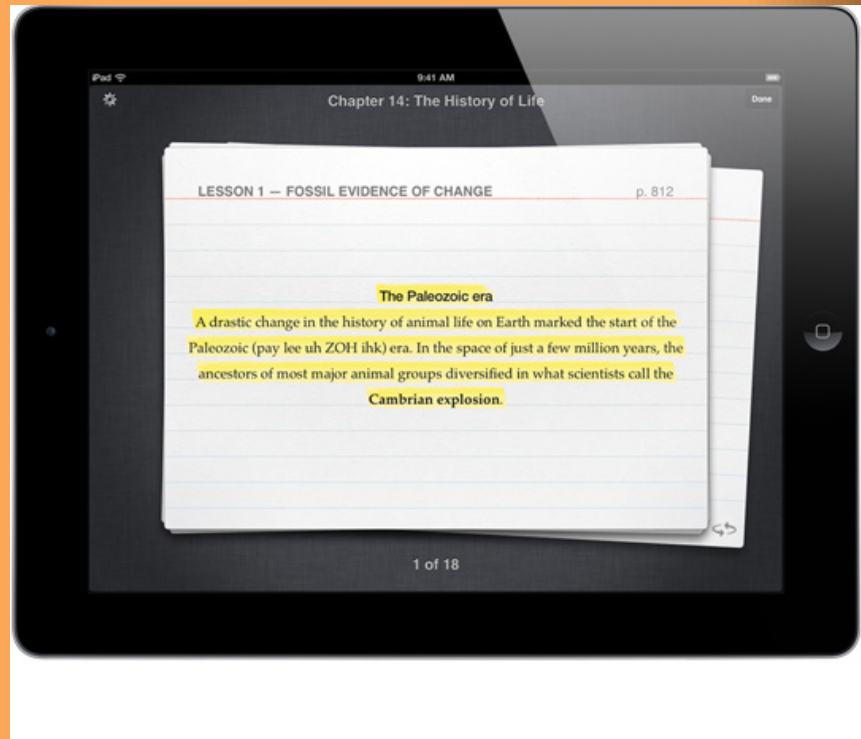 iPad 9:41 AM
Chapter 14: The History of Life Done
LESSON 1 — FOSSIL EVIDENCE OF CHANGE p. 812
The Paleozoic era
A drastic change in the history of animal life on Earth marked the start of the
Paleozoic (pay lee uh ZOH ihk) era. In the space of just a few million years, the
ancestors of most major animal groups diversified in what scientists call the
Cambrian explosion.
1 of 18